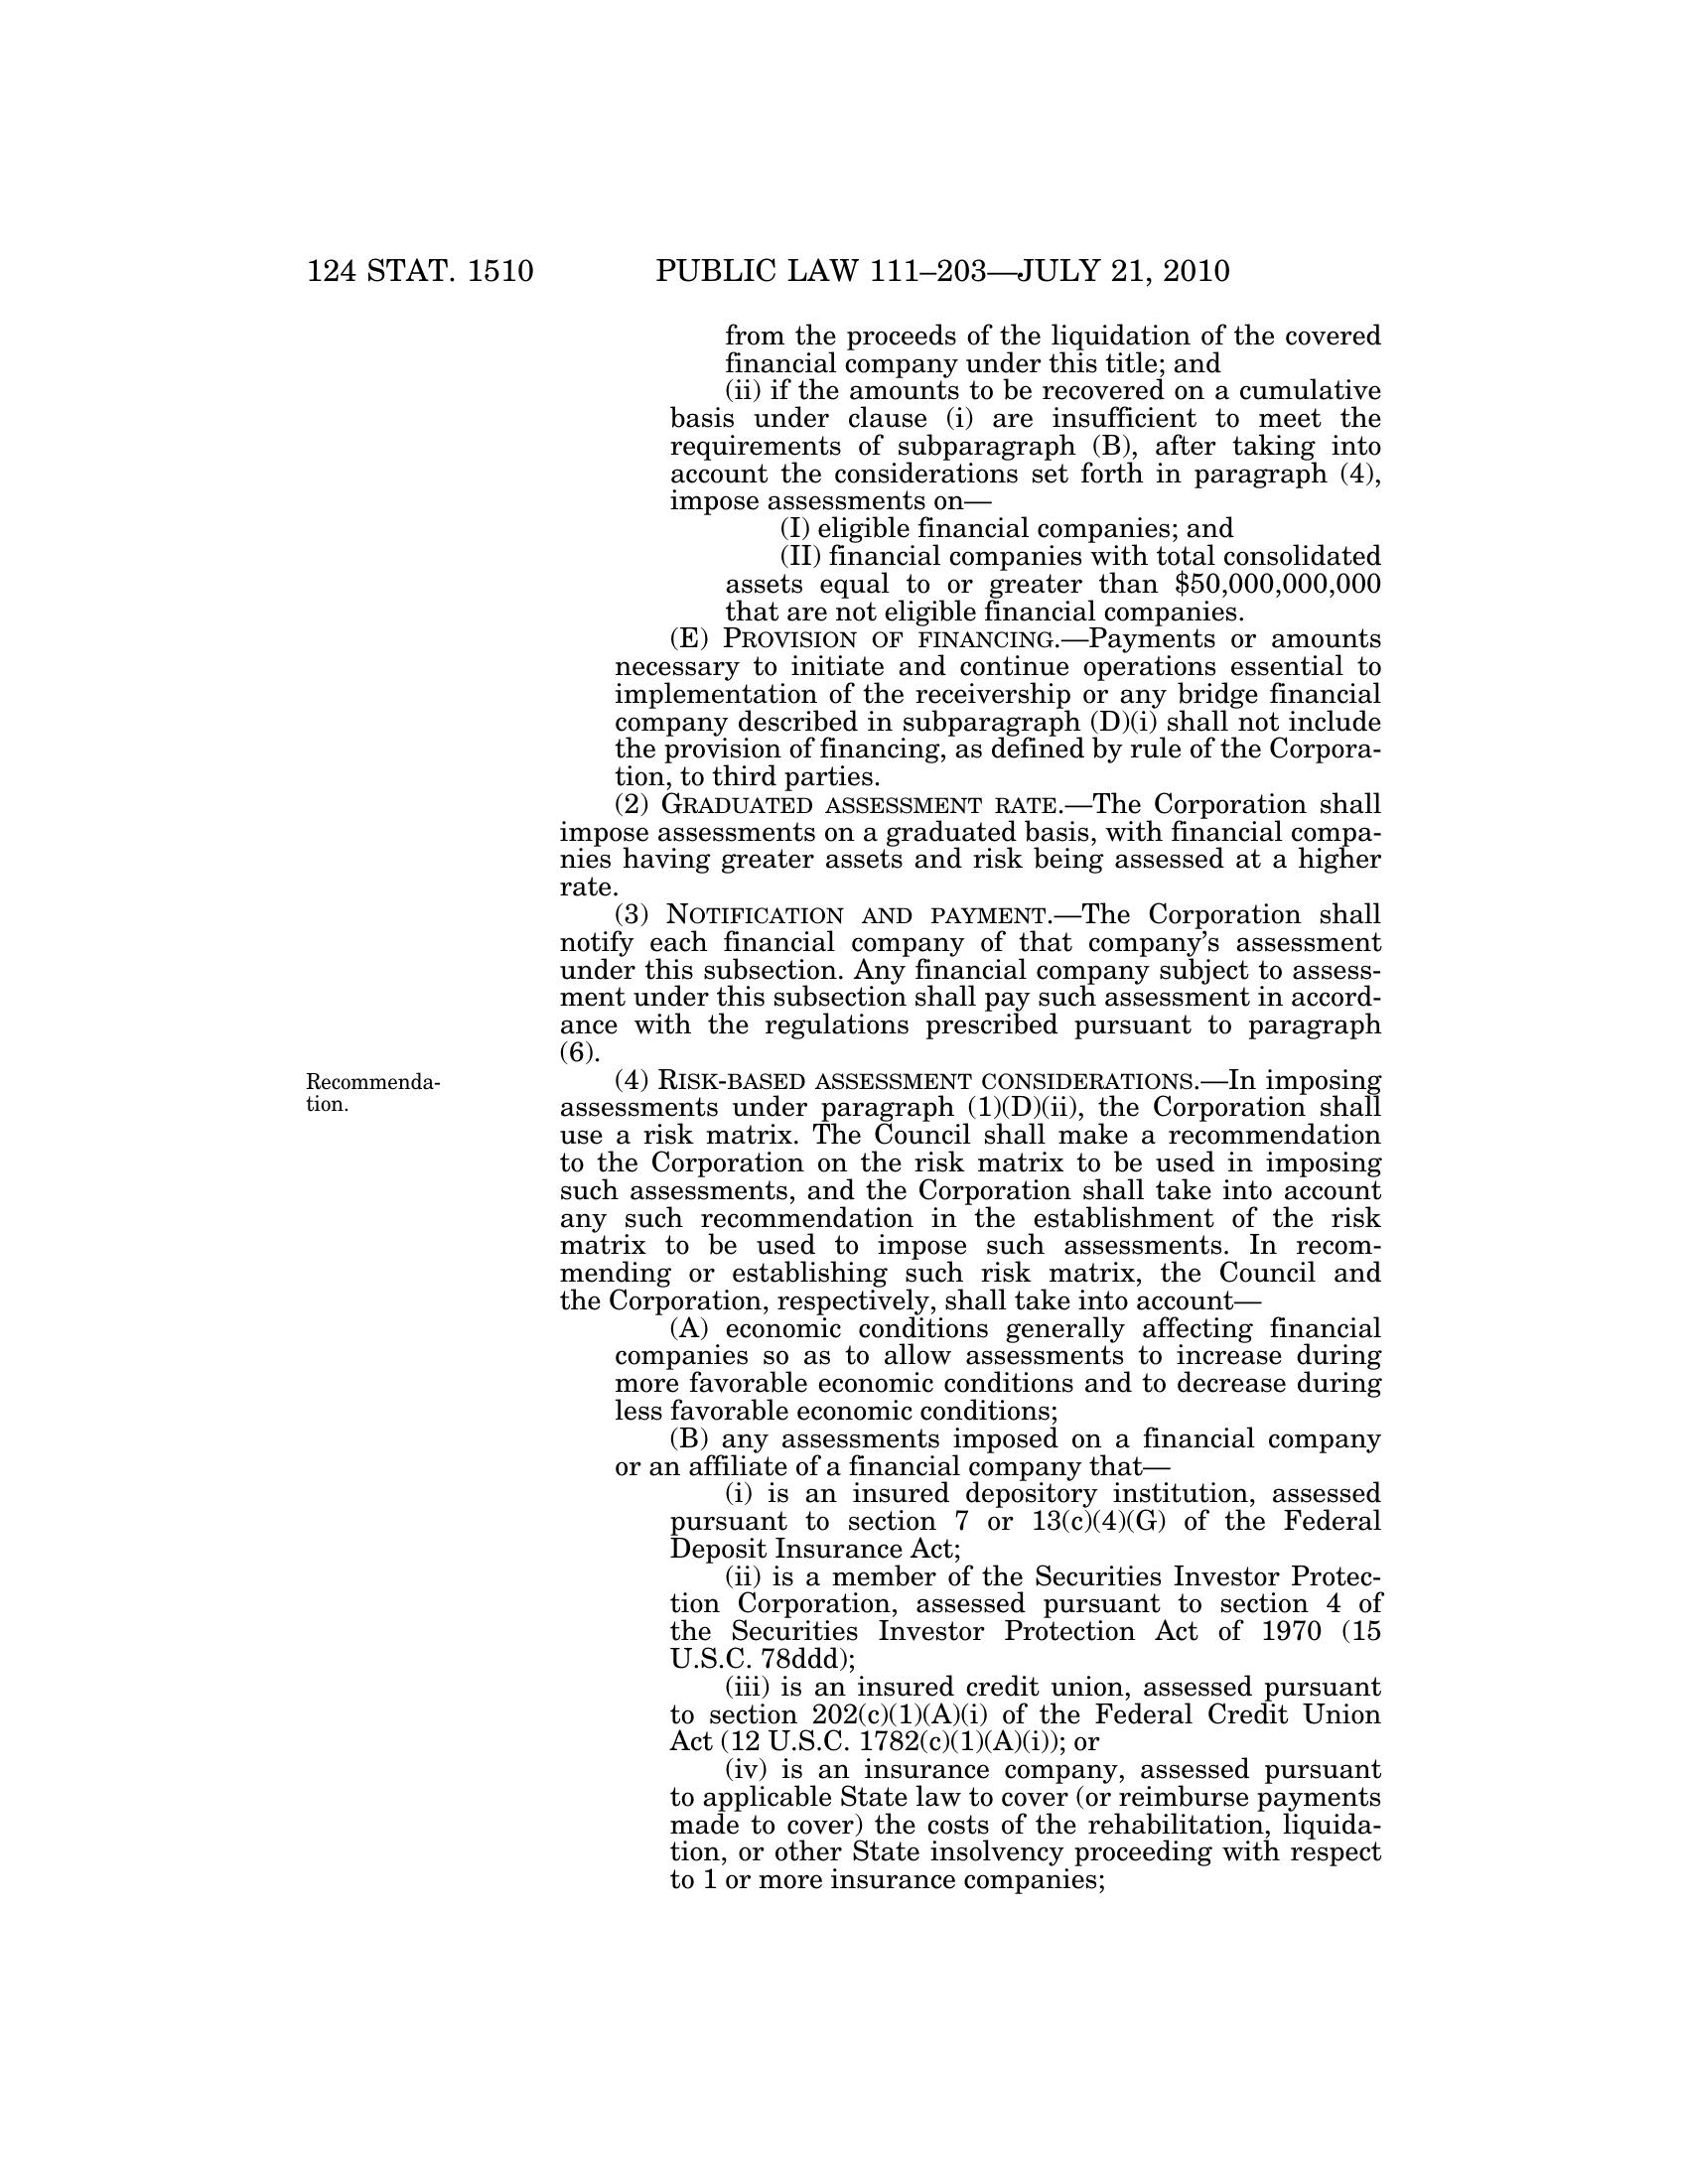 124 STAT. 1510 PUBLIC LAW 111–203—JULY 21, 2010
from the proceeds of the liquidation of the covered
financial company under this title; and
(ii) if the amounts to be recovered on a cumulative
basis under clause (i) are insufficient to meet the
requirements of subparagraph (B), after taking into
account the considerations set forth in paragraph (4),
impose assessments on—
(I) eligible financial companies; and
(II) financial companies with total consolidated
assets equal to or greater than $50,000,000,000
that are not eligible financial companies.
(E) PROVISION OF FINANCING.—Payments or amounts
necessary to initiate and continue operations essential to
implementation of the receivership or any bridge financial
company described in subparagraph (D)(i) shall not include
the provision of financing, as defined by rule of the Corpora-
tion, to third parties.
(2) GRADUATED ASSESSMENT RATE.—The Corporation shall
impose assessments on a graduated basis, with financial compa-
nies having greater assets and risk being assessed at a higher
rate.
(3) NOTIFICATION AND PAYMENT.—The Corporation shall
notify each financial company of that company’s assessment
under this subsection. Any financial company subject to assess-
ment under this subsection shall pay such assessment in accord-
ance with the regulations prescribed pursuant to paragraph
(6).
Recommenda-
tion.
(4) RISK-BASED ASSESSMENT CONSIDERATIONS.—In imposing
assessments under paragraph (1)(D)(ii), the Corporation shall
use a risk matrix. The Council shall make a recommendation
to the Corporation on the risk matrix to be used in imposing
such assessments, and the Corporation shall take into account
any such recommendation in the establishment of the risk
matrix to be used to impose such assessments. In recom-
mending or establishing such risk matrix, the Council and
the Corporation, respectively, shall take into account—
(A) economic conditions generally affecting financial
companies so as to allow assessments to increase during
more favorable economic conditions and to decrease during
less favorable economic conditions;
(B) any assessments imposed on a financial company
or an affiliate of a financial company that—
(i) is an insured depository institution, assessed
pursuant to section 7 or 13(c)(4)(G) of the Federal
Deposit Insurance Act;
(ii) is a member of the Securities Investor Protec-
tion Corporation, assessed pursuant to section 4 of
the Securities Investor Protection Act of 1970 (15
U.S.C. 78ddd);
(iii) is an insured credit union, assessed pursuant
to section 202(c)(1)(A)(i) of the Federal Credit Union
Act (12 U.S.C. 1782(c)(1)(A)(i)); or
(iv) is an insurance company, assessed pursuant
to applicable State law to cover (or reimburse payments
made to cover) the costs of the rehabilitation, liquida-
tion, or other State insolvency proceeding with respect
to 1 or more insurance companies;